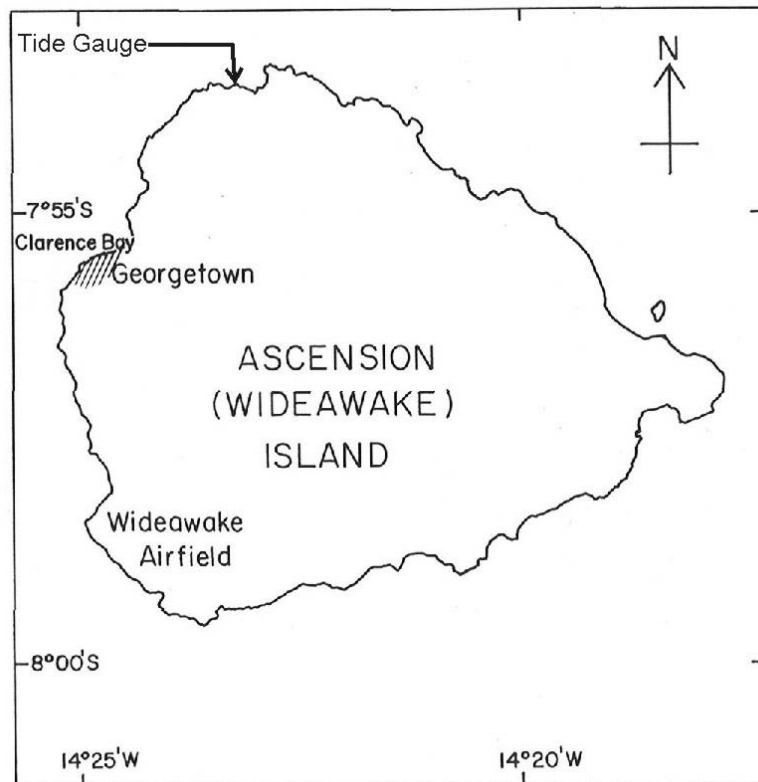 Tide Gauge
N
7°55'S
Clarence Bay
Georgetown
ASCENSION
(WIDEAWAKE)
ISLAND
Wideawake
Airfield
8°00'S
14°25'W
14°20'W